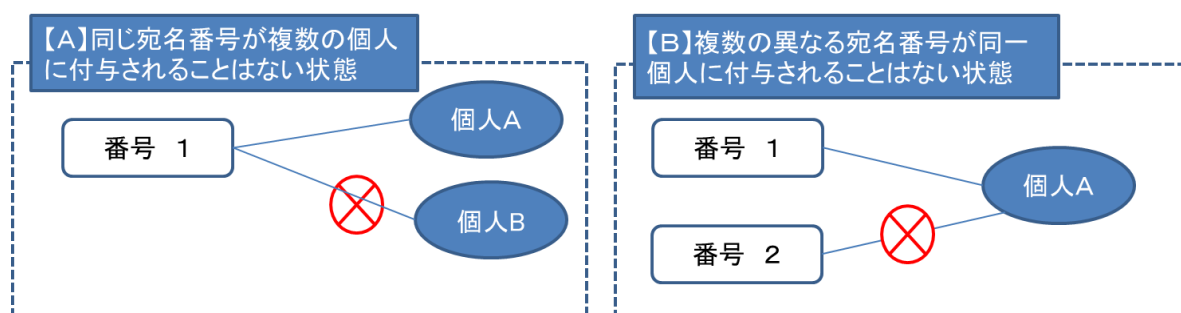 【A】同じ宛名番号が複数の個人
に付与されることはない状態
番号　1
個人A
個人B
【B】複数の異なる宛名番号が同一
個人に付与されることはない状態
番号　1
番号　2
個人A